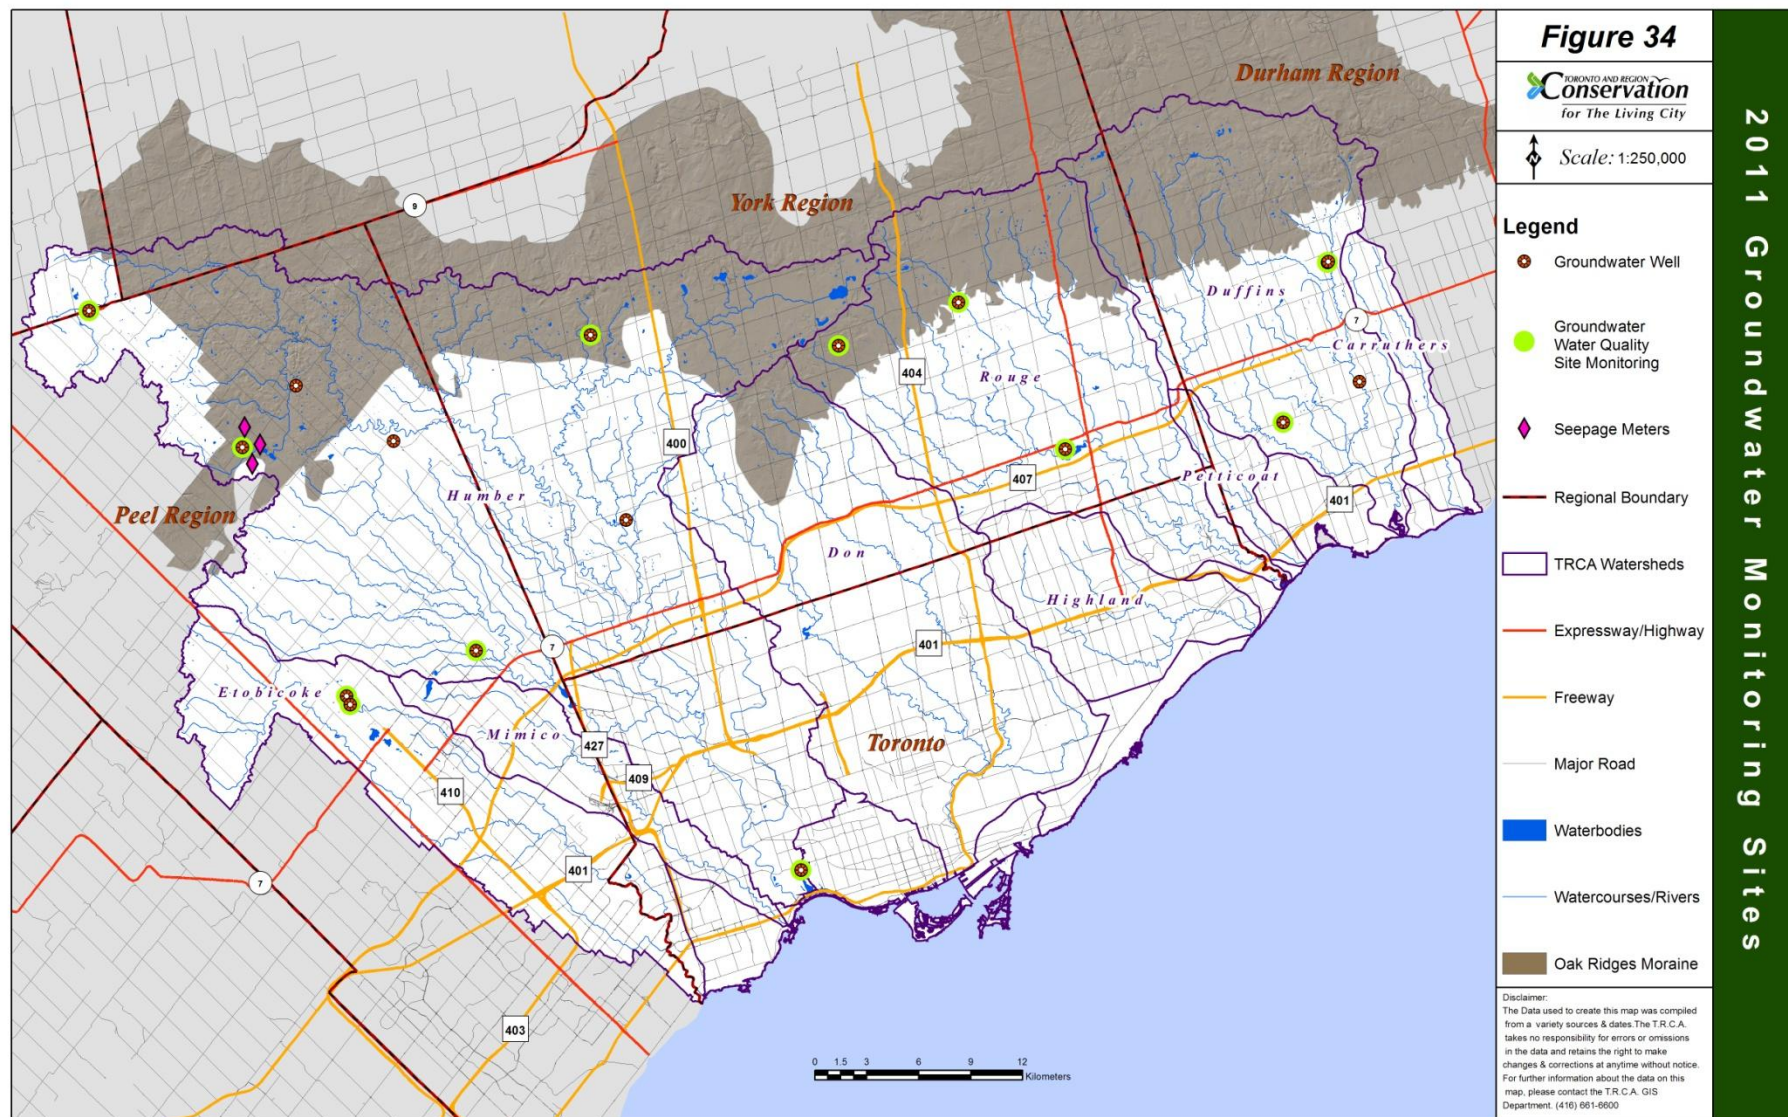 Figure 34
TORONTO AND REGION
Conservation
for The Living City
N
Scale: 1:250,000
Legend
Groundwater Well
Groundwater
Water Quality
Site Monitoring
Seepage Meters
Regional Boundary
TRCA Watersheds
Expressway/Highway
Freeway
Major Road
Waterbodies
Watercourses/Rivers
Oak Ridges Moraine
Disclaimer:
The Data used to create this map was compiled
from a variety sources & dates. The T.R.C.A.
takes no responsibility for errors or omissions
in the data and retains the right to make
changes & corrections at anytime without notice.
For further information about the data on this
map, please contact the T.R.C.A. GIS
Department. (416) 661-6600
2011 Groundwater Monitoring Sites
Durham Region
York Region
9
Duffins
7
Carruthers
404
Rouge
400
407
Petticoat
401
Humber
Peel Region
Don
Highland
401
7
Etobicoke
Mimico
427
Toronto
409
410
401
7
403
0 1.5 3 6 9 12
Kilometers